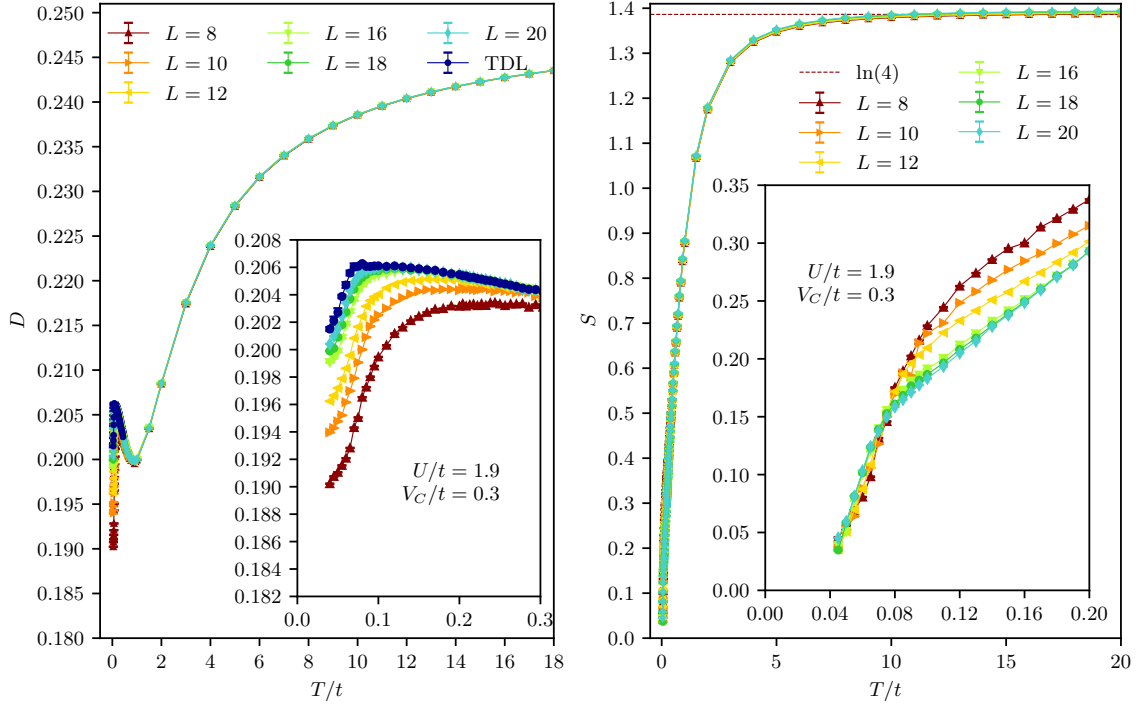 0.250
0.245
0.240
0.235
0.230
0.225
0.220
0.215
0.210
0.205
0.200
0.195
0.190
0.185
0.180
D
L = 8
L = 10
L = 12
L = 16
L = 18
L = 20
TDL
0.208
0.206
0.204
0.202
0.200
0.198
0.196
0.194
0.192
0.190
0.188
0.186
0.184
0.182
U/t = 1.9
V_C/t = 0.3
0.0 0.1 0.2 0.3
0 2 4 6 8 10 12 14 16 18
T/t
1.4
1.3
1.2
1.1
1.0
0.9
0.8
0.7
0.6
0.5
0.4
0.3
0.2
0.1
0.0
S
ln(4)
L = 8
L = 10
L = 12
L = 16
L = 18
L = 20
0.35
0.30
0.25
0.20
0.15
0.10
0.05
0.00
U/t = 1.9
V_C/t = 0.3
0.00 0.04 0.08 0.12 0.16 0.20
0 5 10 15 20
T/t